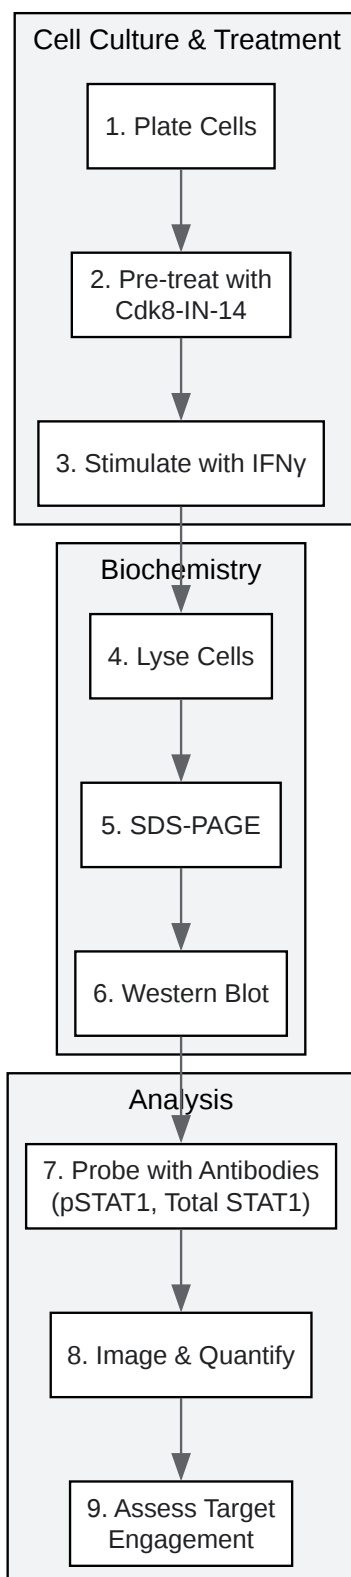 Cell Culture & Treatment
1. Plate Cells
2. Pre-treat with
Cdk8-IN-14
3. Stimulate with IFNγ
Biochemistry
4. Lyse Cells
5. SDS-PAGE
6. Western Blot
Analysis
7. Probe with Antibodies
(pSTAT1, Total STAT1)
8. Image & Quantify
9. Assess Target
Engagement